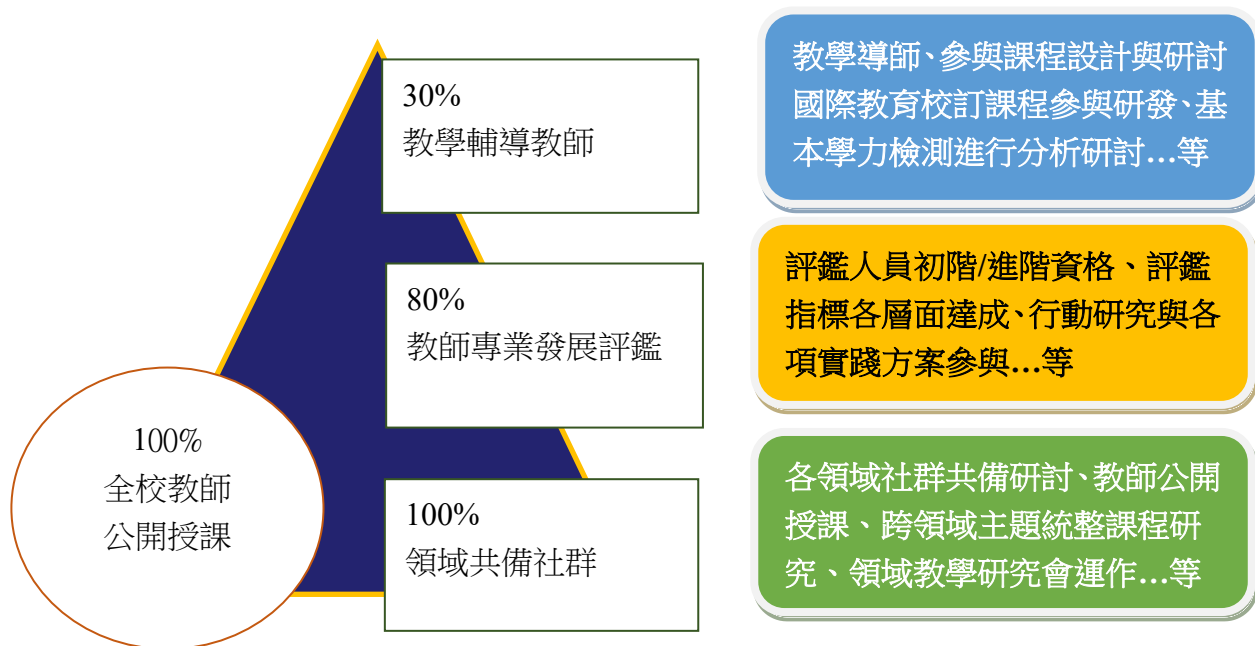 30%
教學輔導教師
教學導師、參與課程設計與研討
國際教育校訂課程參與研發、基
本學力檢測進行分析研討...等
80%
教師專業發展評鑑
評鑑人員初階/進階資格、評鑑
指標各層面達成、行動研究與各
項實踐方案參與...等
100%
全校教師
公開授課
100%
領域共備社群
各領域社群共備研討、教師公開
授課、跨領域主題統整課程研
究、領域教學研究會運作...等